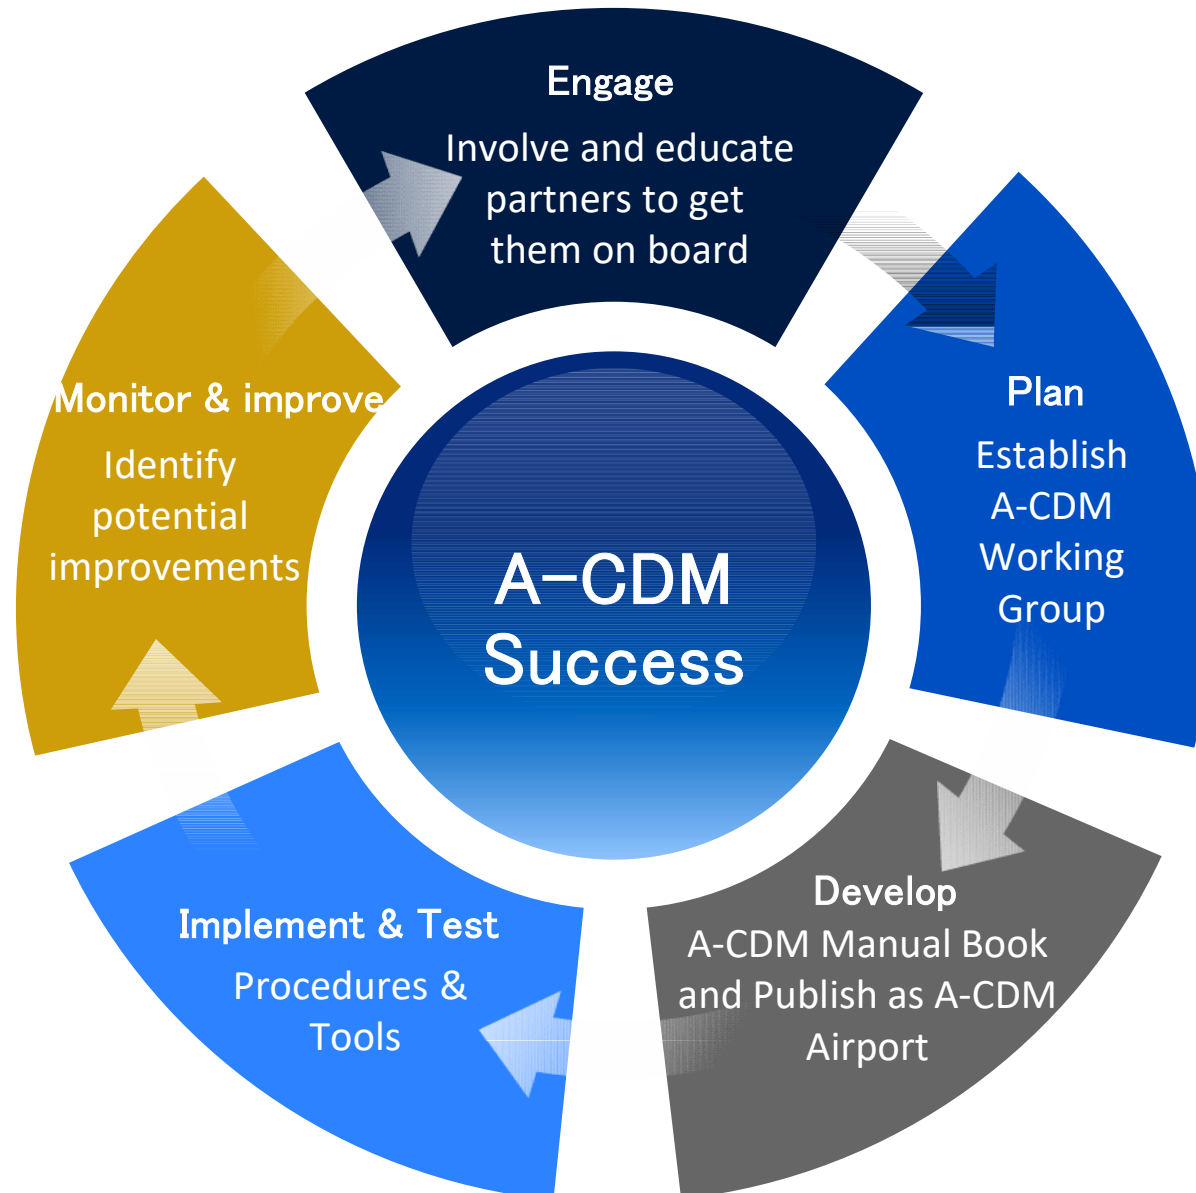 Engage
Involve and educate
partners to get
them on board
Plan
Establish
A-CDM
Working
Group
Develop
A-CDM Manual Book
and Publish as A-CDM
Airport
Implement & Test
Procedures &
Tools
Monitor & improve
Identify
potential
improvements
A-CDM
Success